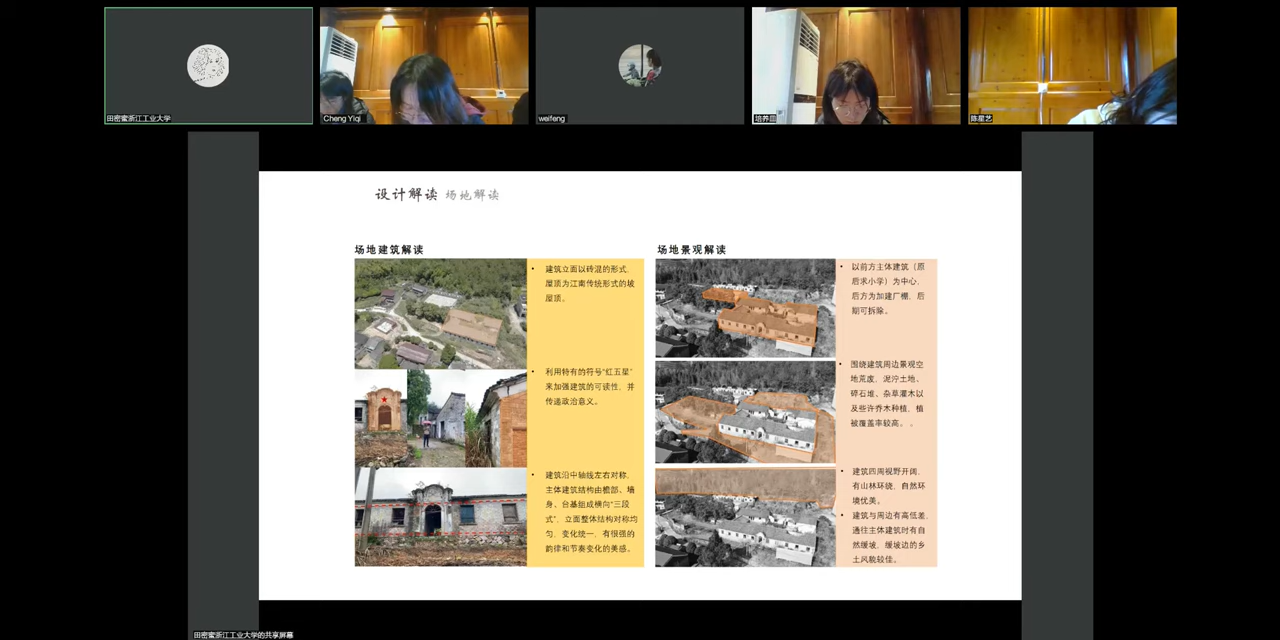 田密蜜浙江工业大学
Cheng Yiqi
weifeng
培养皿
陈星艺
设计解读 场地解读
场地建筑解读
• 建筑立面以砖混的形式,
屋顶为江南传统形式的坡
屋顶。
• 利用特有的符号“红五星”
来加强建筑的可读性,并
传递政治意义。
• 建筑沿中轴线左右对称,
主体建筑结构由檐部、墙
身、台基组成横向“三段
式”,立面整体结构对称均
匀,变化统一,有很强的
韵律和节奏变化的美感。
场地景观解读
• 以前方主体建筑(原
后求小学)为中心,
后方为加建厂棚,后
期可拆除。
• 围绕建筑周边景观空
地荒废,泥泞土地、
碎石堆、杂草灌木以
及些许乔木种植,植
被覆盖率较高。。
• 建筑四周视野开阔,
有山林环绕,自然环
境优美。
• 建筑与周边有高低差,
通往主体建筑时有自
然缓坡,缓坡边的乡
土风貌较佳。
田密蜜浙江工业大学的共享屏幕